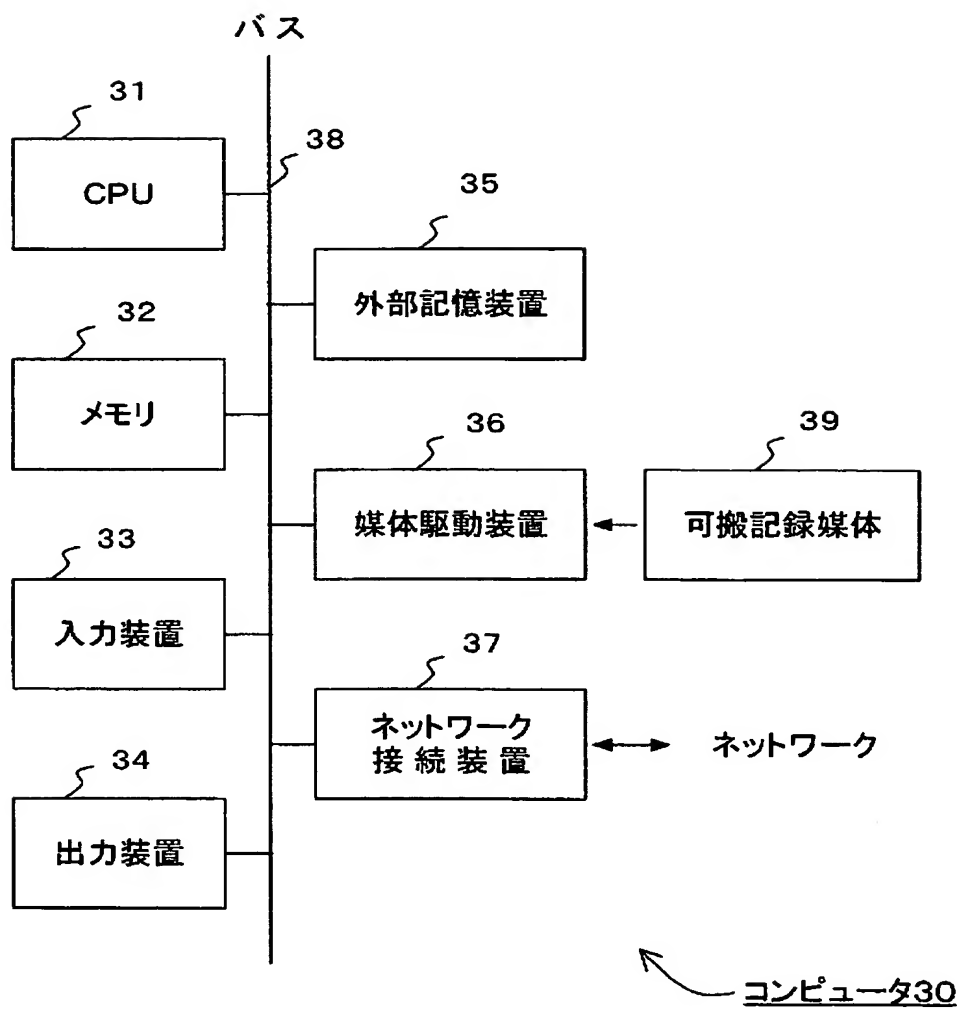 バス
31
38
CPU
35
外部記憶装置
32
メモリ
36
39
媒体駆動装置
可搬記録媒体
33
入力装置
37
ネットワーク
接続装置
ネットワーク
34
出力装置
コンピュータ30